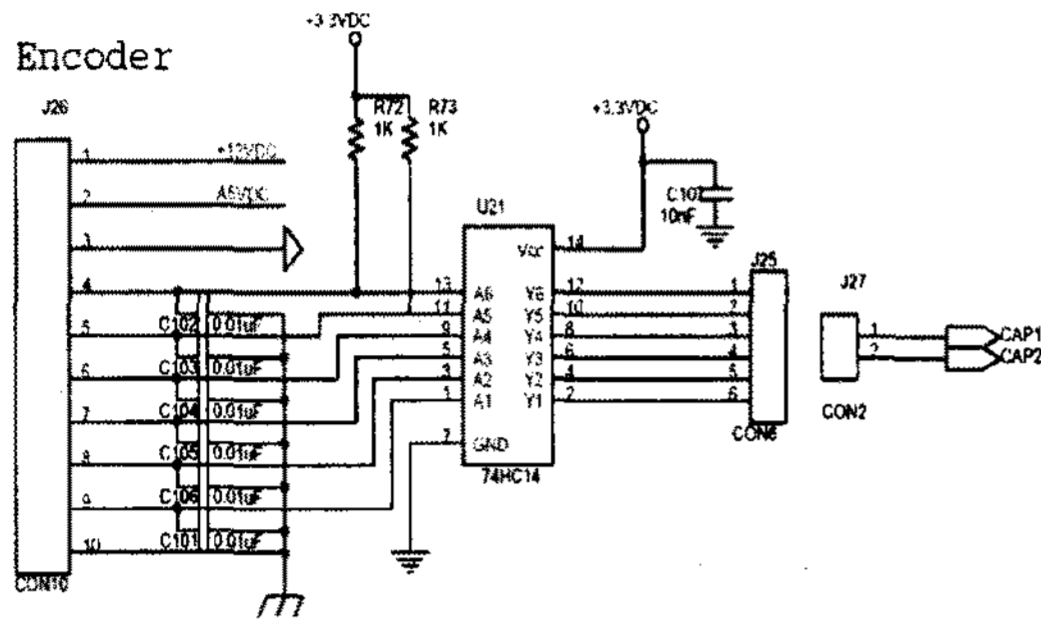 +3.3VDC
Encoder
J26
R72
1K
R73
1K
+3.3VDC
1
+12VDC
2
A5VDC
3
4
5
6
7
8
9
10
CON10
C102
0.01uF
C103
0.01uF
C104
0.01uF
C105
0.01uF
C106
0.01uF
C101
0.01uF
U21
Vcc
14
13
A6
Y6
12
11
A5
Y5
10
9
A4
Y4
8
5
A3
Y3
6
3
A2
Y2
4
1
A1
Y1
2
7
GND
74HC14
10nF
J25
1
2
3
4
5
6
CON6
J27
1
2
CON2
CAP1
CAP2